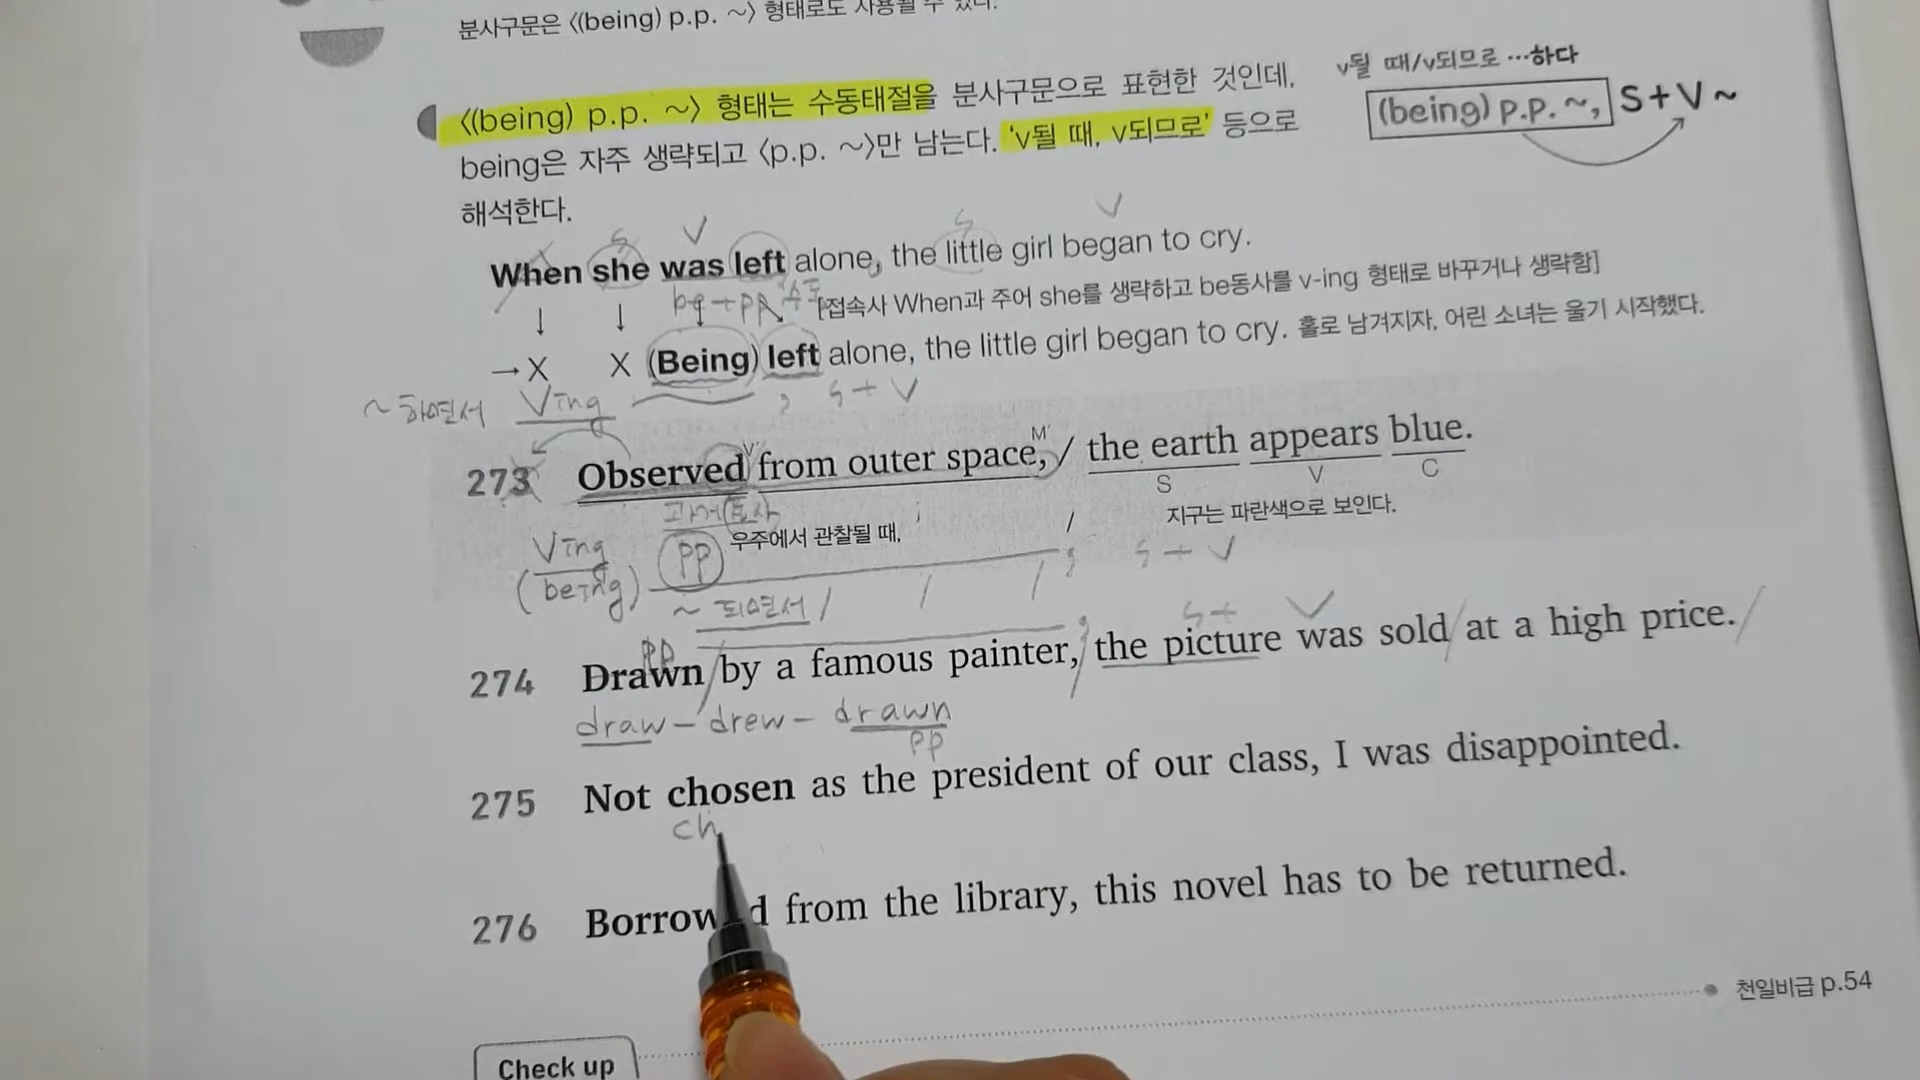 분사구문은 〈(being) p.p. ~〉 형태로도 사용될 수 있다.
v될 때/v되므로 …하다
〈(being) p.p. ~〉 형태는 수동태절을 분사구문으로 표현한 것인데,
(being) p.p. ~, S+V ~
being은 자주 생략되고 〈p.p. ~〉만 남는다. ‘v될 때, v되므로’ 등으로
해석한다.
S V S V
When she was left alone, the little girl began to cry.
be+pp
[접속사 When과 주어 she를 생략하고 be동사를 v-ing 형태로 바꾸거나 생략함]
↓ ↓
→ X X (Being) left alone, the little girl began to cry. 홀로 남겨지자, 어린 소녀는 울기 시작했다.
~하면서 Ving , S + V
V' M'
273 Observed from outer space, / the earth appears blue.
S V C
우주에서 관찰될 때, / 지구는 파란색으로 보인다.
Ving PP , S + V
(being)
~ 되면서 / / /
PP S + V
274 Drawn / by a famous painter, / the picture was sold / at a high price. /
draw - drew - drawn
PP
275 Not chosen as the president of our class, I was disappointed.
ch
276 Borrowed from the library, this novel has to be returned.
천일비급 p.54
Check up